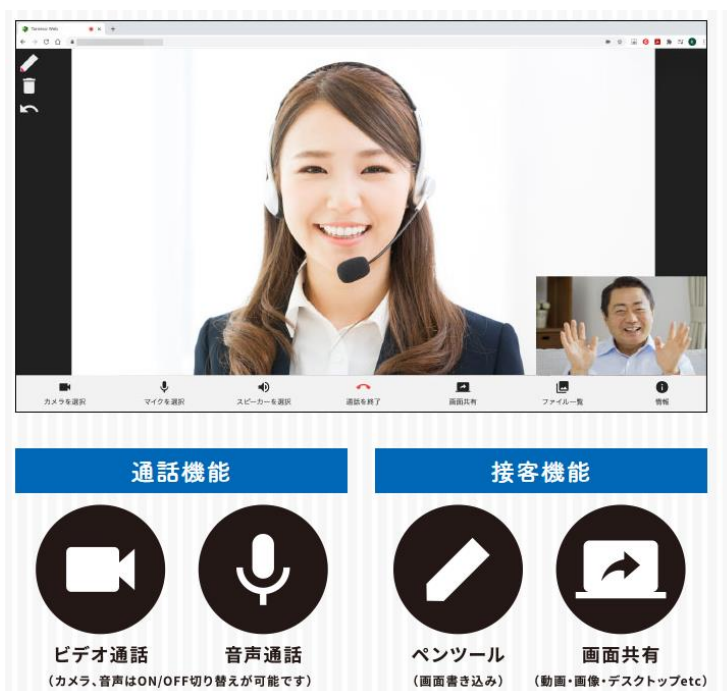 Terminor Web
カメラを選択
マイクを選択
スピーカーを選択
通話を終了
画面共有
ファイル一覧
情報
通話機能
接客機能
ビデオ通話
音声通話
ペンツール
画面共有
(カメラ、音声はON/OFF切り替えが可能です)
(画面書き込み)
(動画・画像・デスクトップetc)